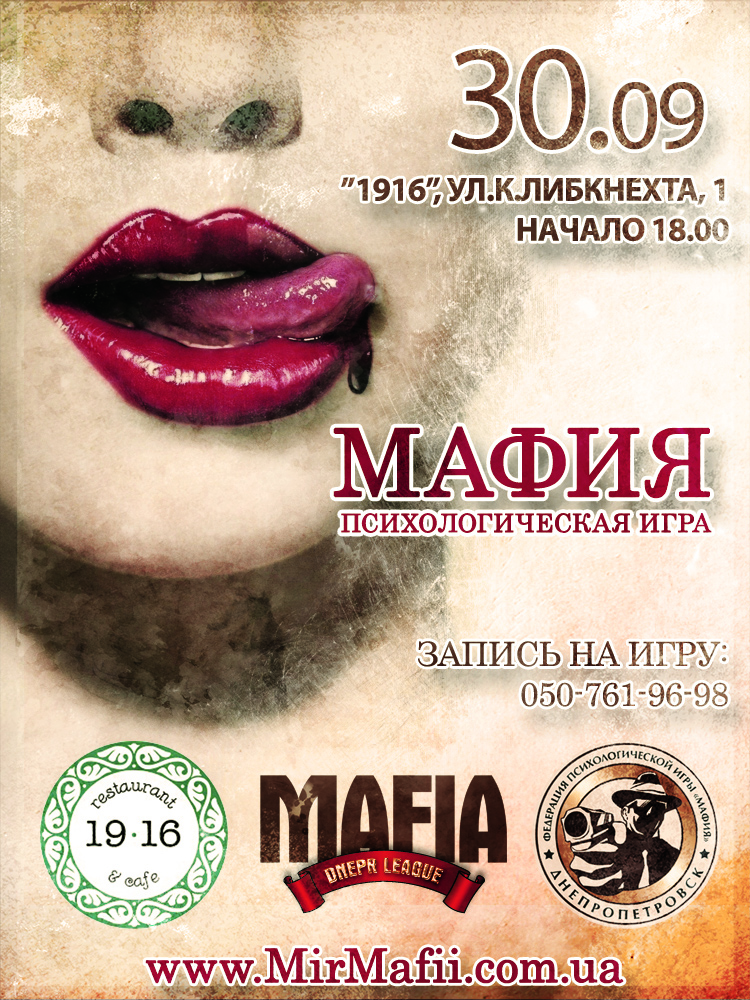 30.09
"1916", УЛ.К.ЛИБКНЕХТА, 1
НАЧАЛО 18.00
МАФИЯ
ПСИХОЛОГИЧЕСКАЯ ИГРА
ЗАПИСЬ НА ИГРУ:
050-761-96-98
restaurant
19·16
& cafe
MAFIA
DNEPR LEAGUE
ФЕДЕРАЦИЯ ПСИХОЛОГИЧЕСКОЙ ИГРЫ «МАФИЯ»
★ ДНЕПРОПЕТРОВСК ★
www.MirMafii.com.ua